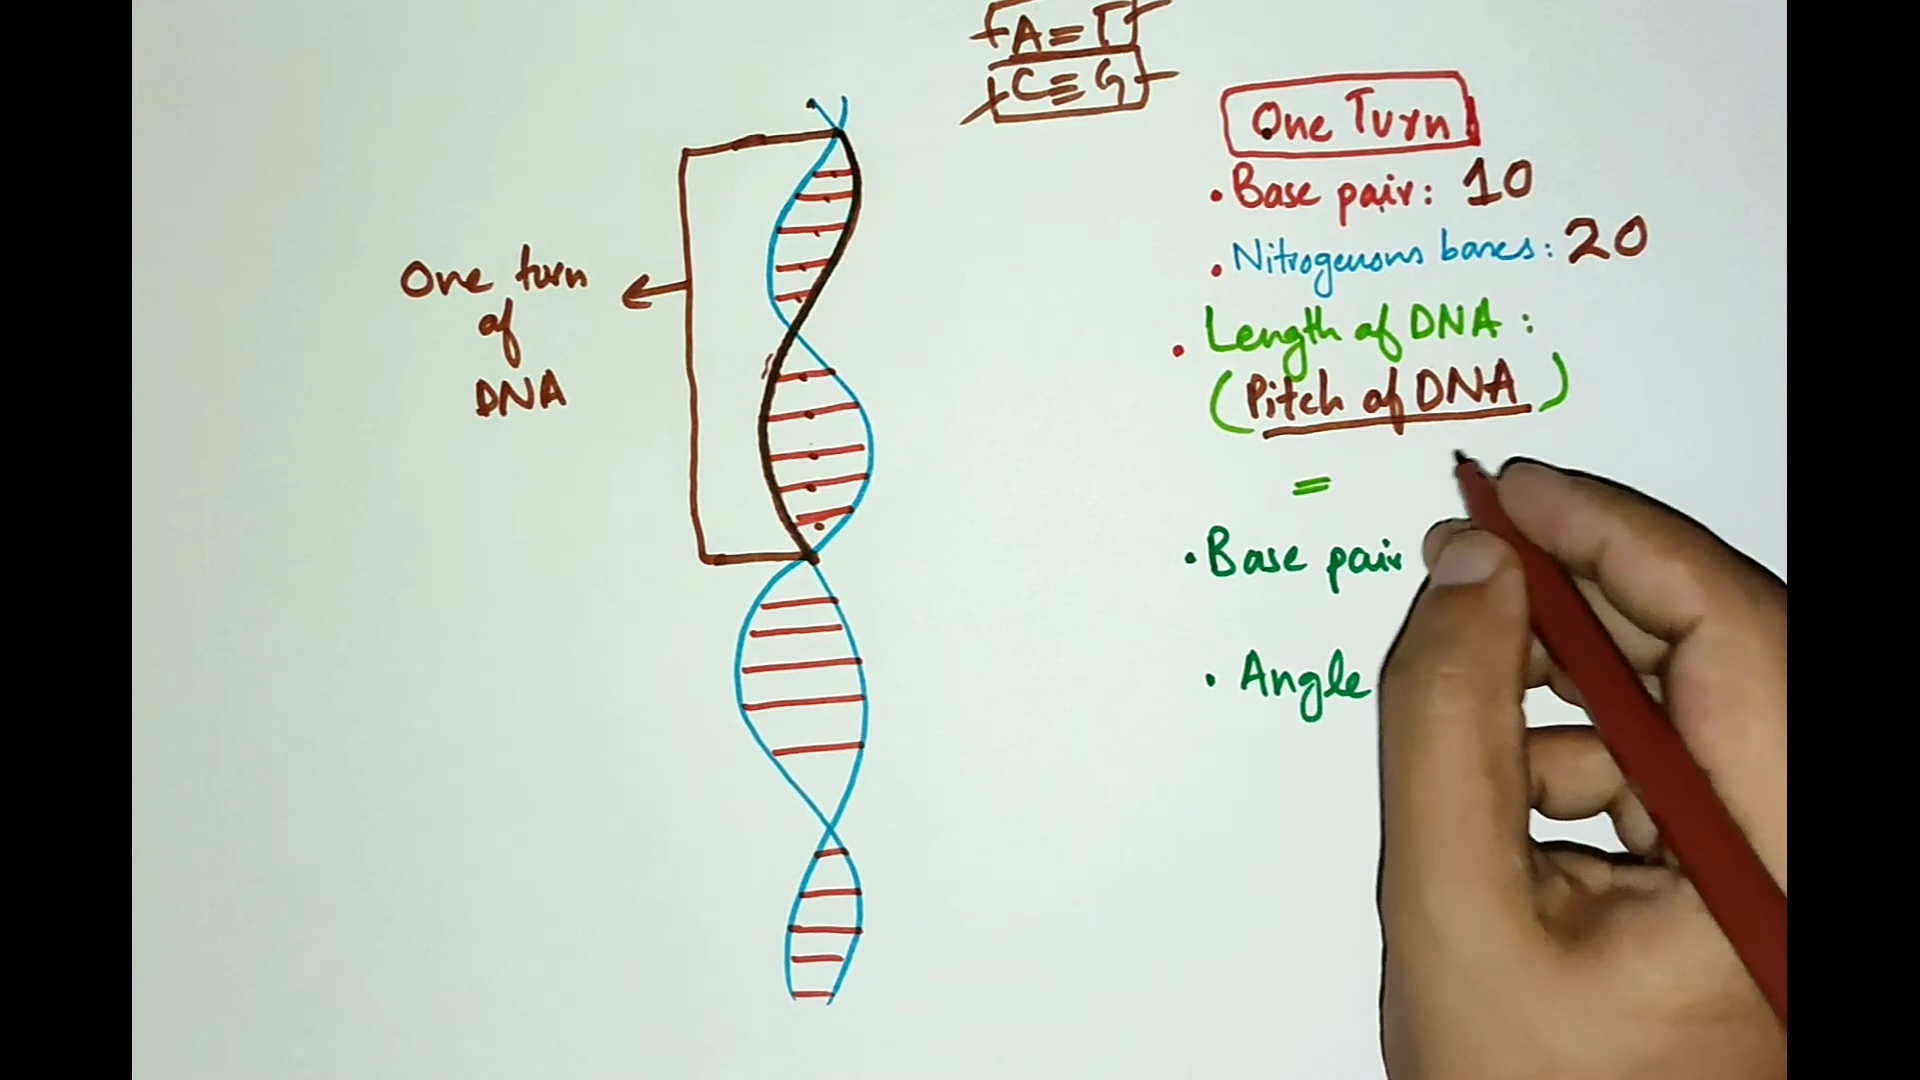 A=T
C≡G
One Turn
• Base pair: 10
• Nitrogenous bases: 20
• Length of DNA:
(Pitch of DNA)
=
• Base pair
• Angle
One turn
of
DNA